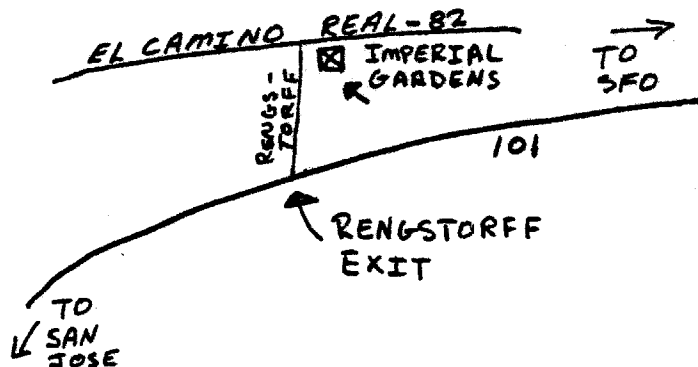 EL CAMINO REAL-82
IMPERIAL
GARDENS
TO
SFO
RENGS-
TORFF
101
RENGSTORFF
EXIT
TO
SAN
JOSE